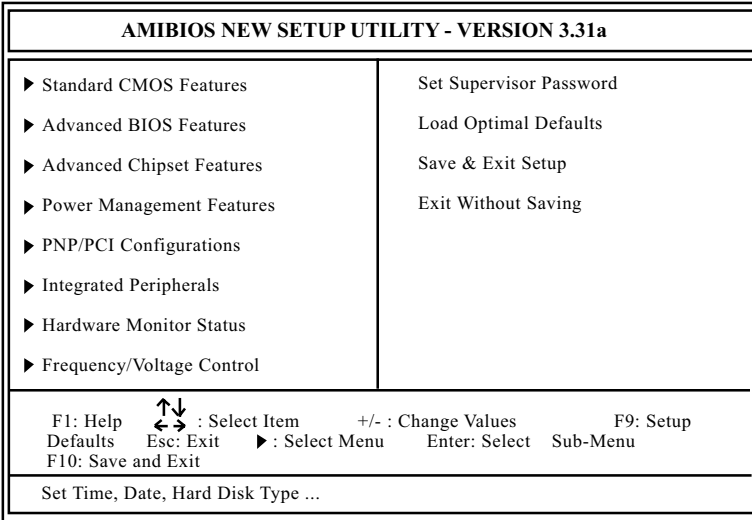 AMIBIOS NEW SETUP UTILITY - VERSION 3.31a
Standard CMOS Features
Advanced BIOS Features
Advanced Chipset Features
Power Management Features
PNP/PCI Configurations
Integrated Peripherals
Hardware Monitor Status
Frequency/Voltage Control
Set Supervisor Password
Load Optimal Defaults
Save & Exit Setup
Exit Without Saving
F1: Help : Select Item +/- : Change Values F9: Setup
Defaults Esc: Exit : Select Menu Enter: Select Sub-Menu
F10: Save and Exit
Set Time, Date, Hard Disk Type ...